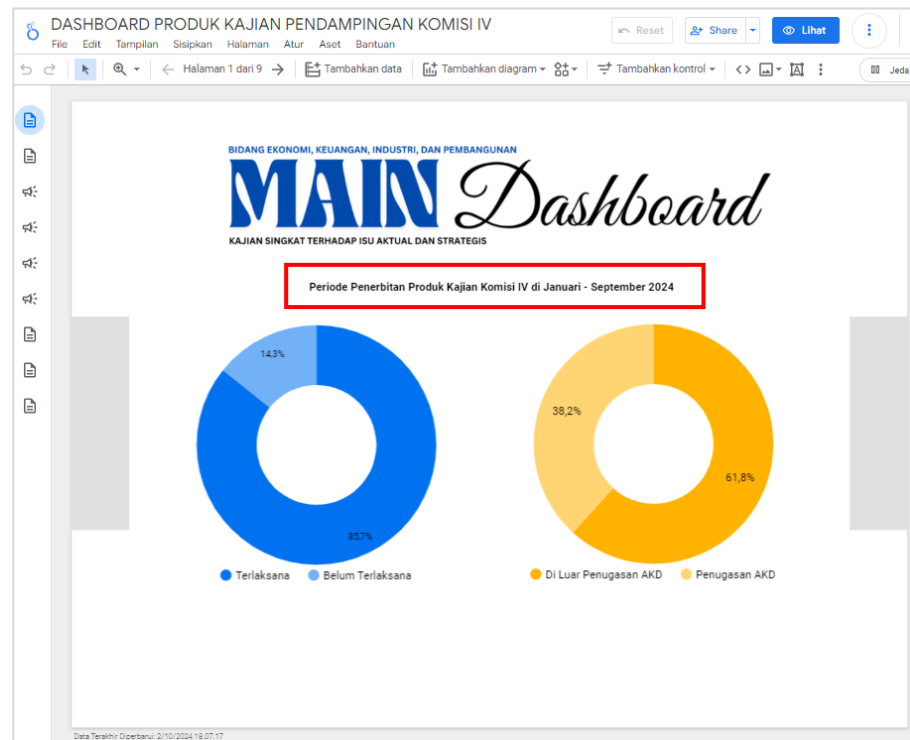 DASHBOARD PRODUK KAJIAN PENDAMPINGAN KOMISI IV
File Edit Tampilan Sisipkan Halaman Atur Aset Bantuan
Reset
Share
Lihat
Halaman 1 dari 9
Tambahkan data
Tambahkan diagram
Tambahkan kontrol
Jeda
BIDANG EKONOMI, KEUANGAN, INDUSTRI, DAN PEMBANGUNAN
MAIN Dashboard
KAJIAN SINGKAT TERHADAP ISU AKTUAL DAN STRATEGIS
Periode Penerbitan Produk Kajian Komisi IV di Januari - September 2024
14,3%
85,7%
Terlaksana Belum Terlaksana
38,2%
61,8%
Di Luar Penugasan AKD Penugasan AKD
Data Terakhir Diperbarui: 2/10/2024 18.07.17